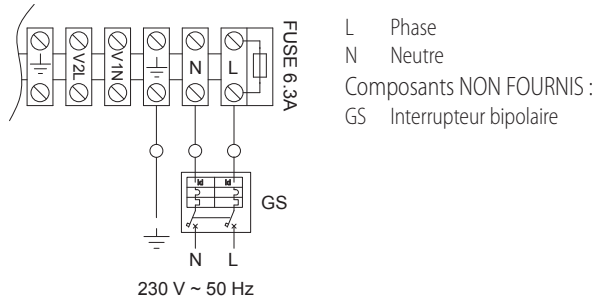 V2L
V1N
N
L
FUSE 6.3A
GS
N L
230 V ~ 50 Hz
L Phase
N Neutre
Composants NON FOURNIS :
GS Interrupteur bipolaire